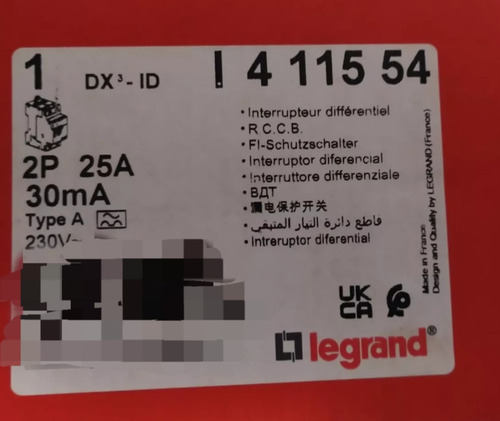 1 DX³-ID 4 115 54
2P 25A
30mA
Type A
230V~
• Interrupteur différentiel
• R.C.C.B.
• FI-Schutzschalter
• Interruptor diferencial
• Interruttore differenziale
• ВДТ
• 漏电保护开关
• قاطع دائرة التيار المتبقي
• Intreruptor diferential
Made in France
Design and Quality by LEGRAND (France)
UK
CA
legrand®